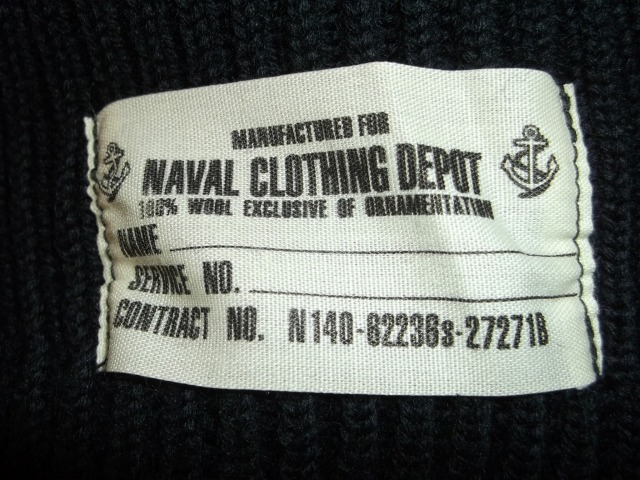 MANUFACTURED FOR
NAVAL CLOTHING DEPOT
100% WOOL EXCLUSIVE OF ORNAMENTATION
NAME
SERVICE NO.
CONTRACT NO. N140-82236s-27271B